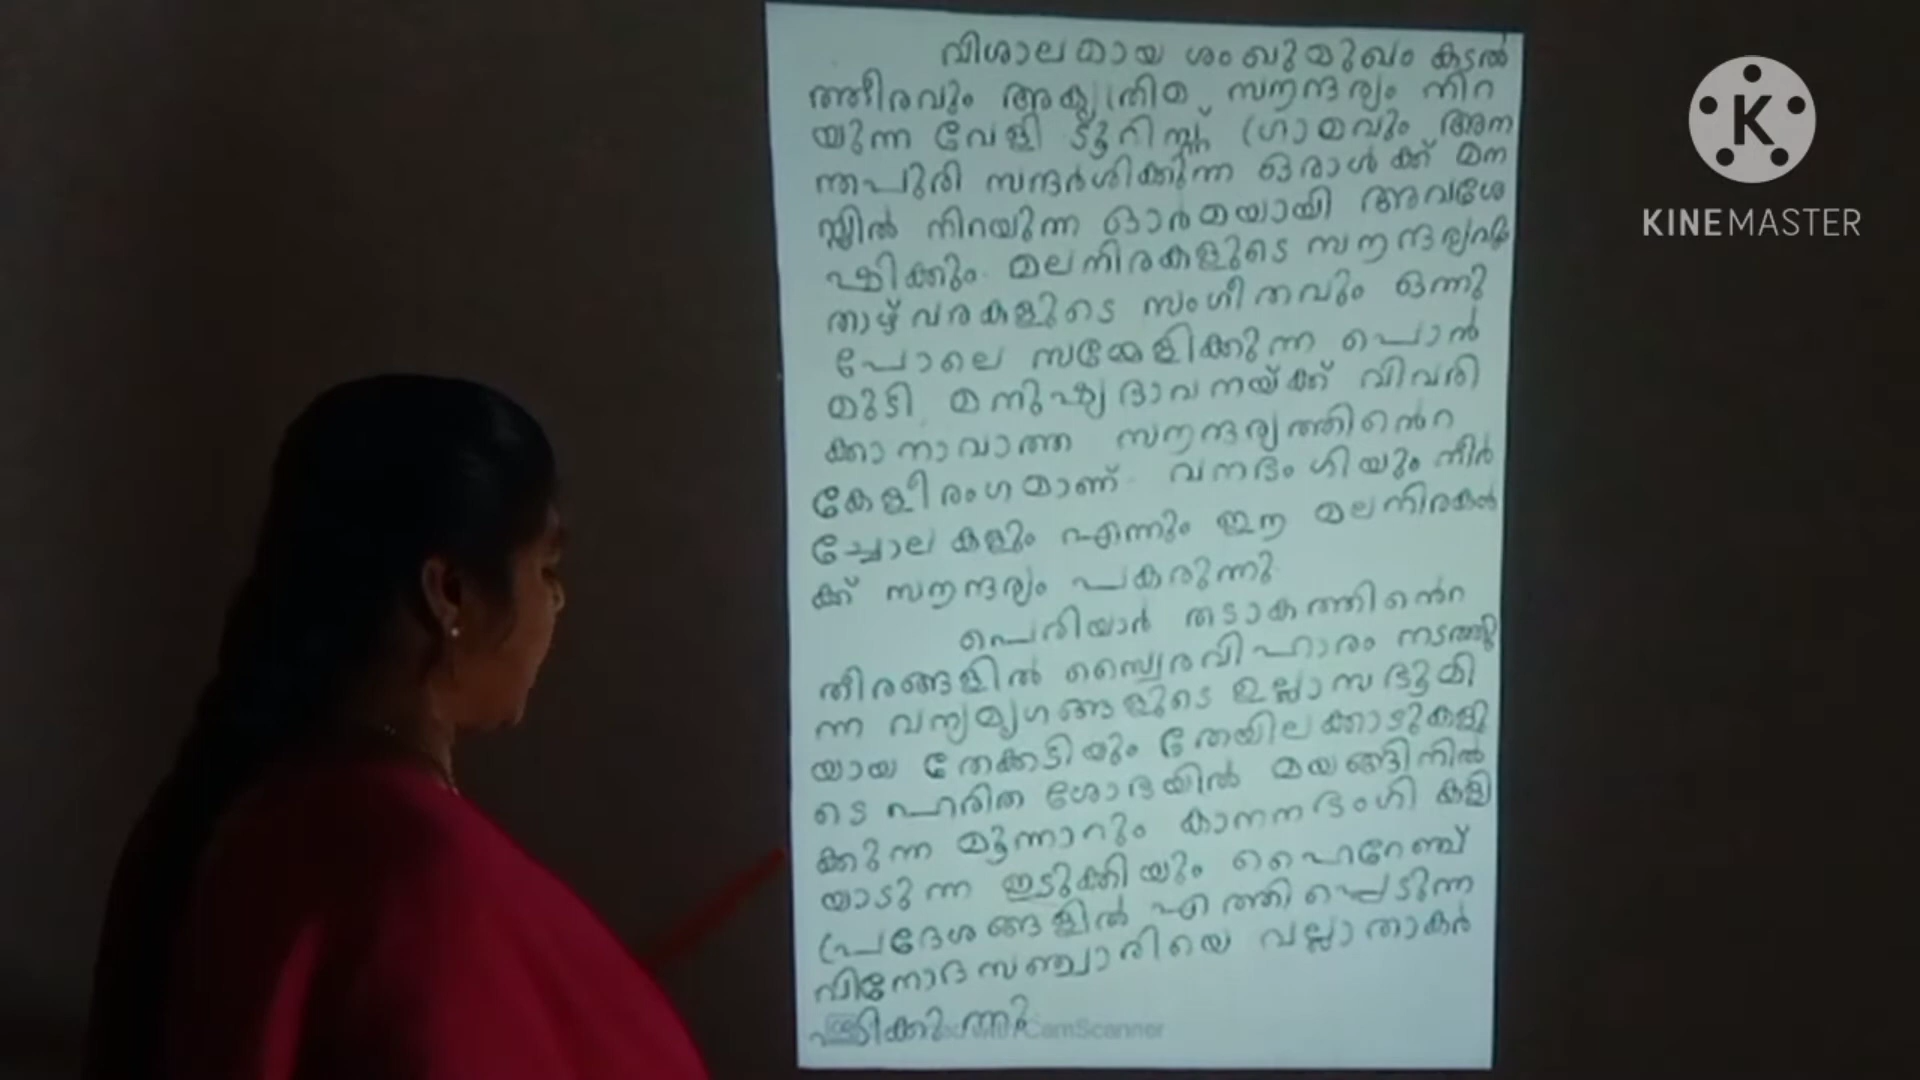 വിശാലമായ ശംഖുമുഖം കടൽ
ത്തീരവും അകൃത്രിമ സൗന്ദര്യം നിറ
യുന്ന വേളി ടൂറിസ്റ്റ് ഗ്രാമവും അന
ന്തപുരി സന്ദർശിക്കുന്ന ഒരാൾക്ക് മന
സ്സിൽ നിറയുന്ന ഓർമയായി അവശേ
ഷിക്കും. മലനിരകളുടെ സൗന്ദര്യവും
താഴ്വരകളുടെ സംഗീതവും ഒന്നു
പോലെ സമ്മേളിക്കുന്ന പൊൻ
മുടി മനുഷ്യഭാവനയ്ക്ക് വിവരി
ക്കാനാവാത്ത സൗന്ദര്യത്തിൻെറ
കേളീരംഗമാണ്. വനഭംഗിയും നീർ
ച്ചോലകളും എന്നും ഈ മലനിരകൾ
ക്ക് സൗന്ദര്യം പകരുന്നു.
പെരിയാർ തടാകത്തിൻെറ
തീരങ്ങളിൽ സ്വൈരവിഹാരം നടത്തു
ന്ന വന്യമൃഗങ്ങളുടെ ഉല്ലാസഭൂമി
യായ തേക്കടിയും തേയിലക്കാടുകളു
ടെ ഹരിത ശോഭയിൽ മയങ്ങിനിൽ
ക്കുന്ന മൂന്നാറും കാനനഭംഗി കളി
യാടുന്ന ഇടുക്കിയും ഹൈറേഞ്ച്
പ്രദേശങ്ങളിൽ എത്തിപ്പെടുന്ന
വിനോദസഞ്ചാരിയെ വല്ലാതാകർ
ഷിക്കുന്നു
CamScanner
KINEMASTER